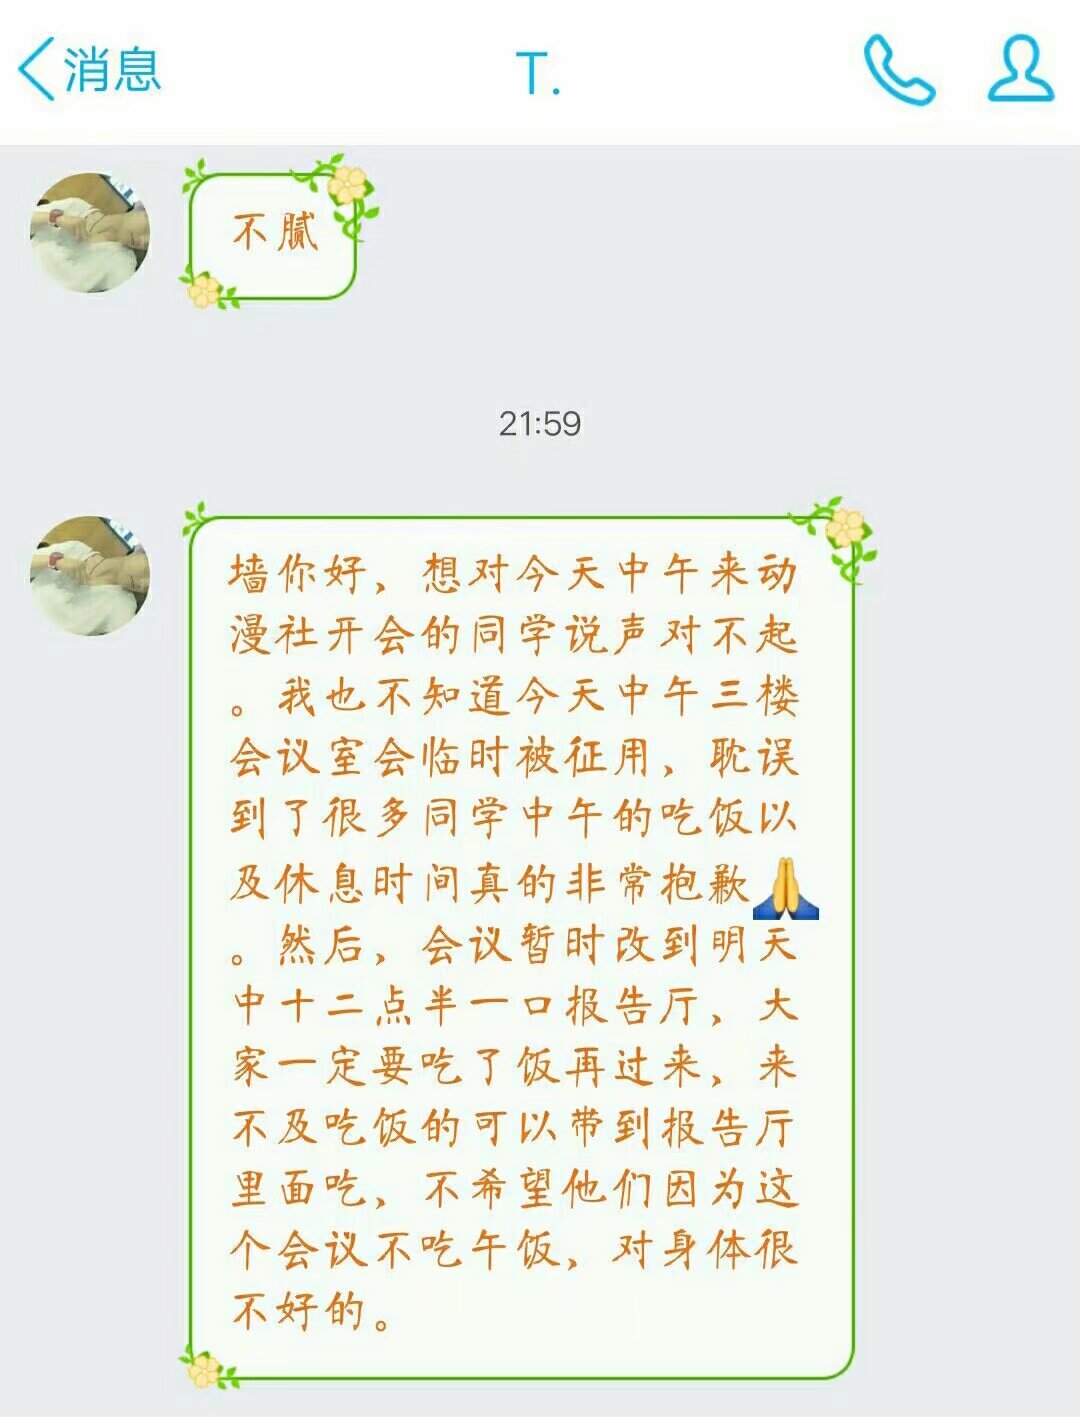 消息
T.
不腻
21:59
墙你好，想对今天中午来动
漫社开会的同学说声对不起
。我也不知道今天中午三楼
会议室会临时被征用，耽误
到了很多同学中午的吃饭以
及休息时间真的非常抱歉🙏
。然后，会议暂时改到明天
中十二点半一口报告厅，大
家一定要吃了饭再过来，来
不及吃饭的可以带到报告厅
里面吃，不希望他们因为这
个会议不吃午饭，对身体很
不好的。